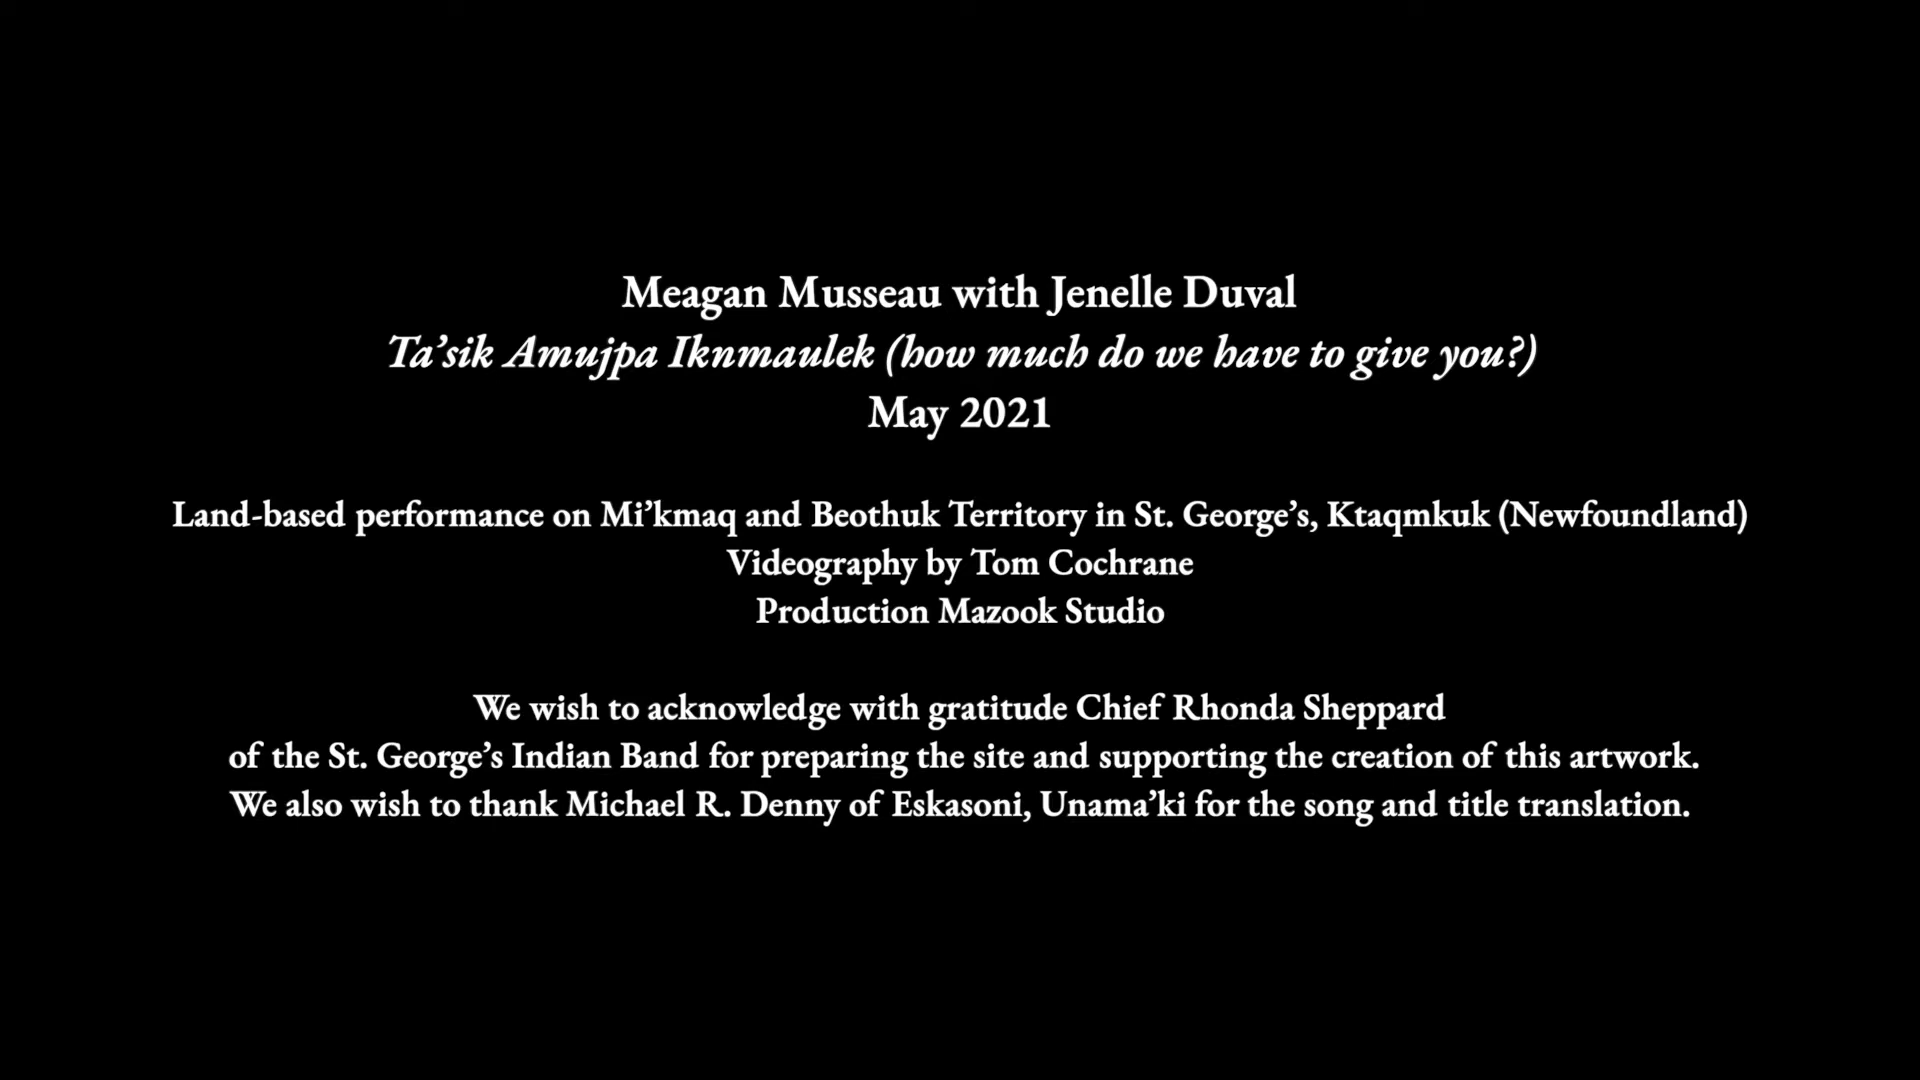 Meagan Musseau with Jenelle Duval
Ta’sik Amujpa Iknmaulek (how much do we have to give you?)
May 2021
Land-based performance on Mi’kmaq and Beothuk Territory in St. George’s, Ktaqmkuk (Newfoundland)
Videography by Tom Cochrane
Production Mazook Studio
We wish to acknowledge with gratitude Chief Rhonda Sheppard
of the St. George’s Indian Band for preparing the site and supporting the creation of this artwork.
We also wish to thank Michael R. Denny of Eskasoni, Unama’ki for the song and title translation.